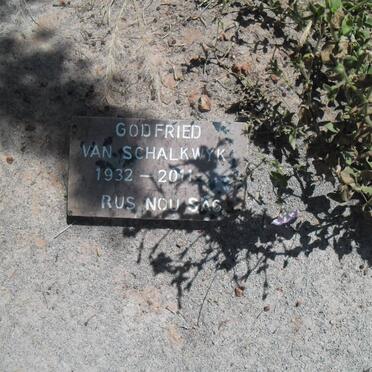 GODFRIED
VAN SCHALKWYK
1932 - 2011
RUS NOU SAG